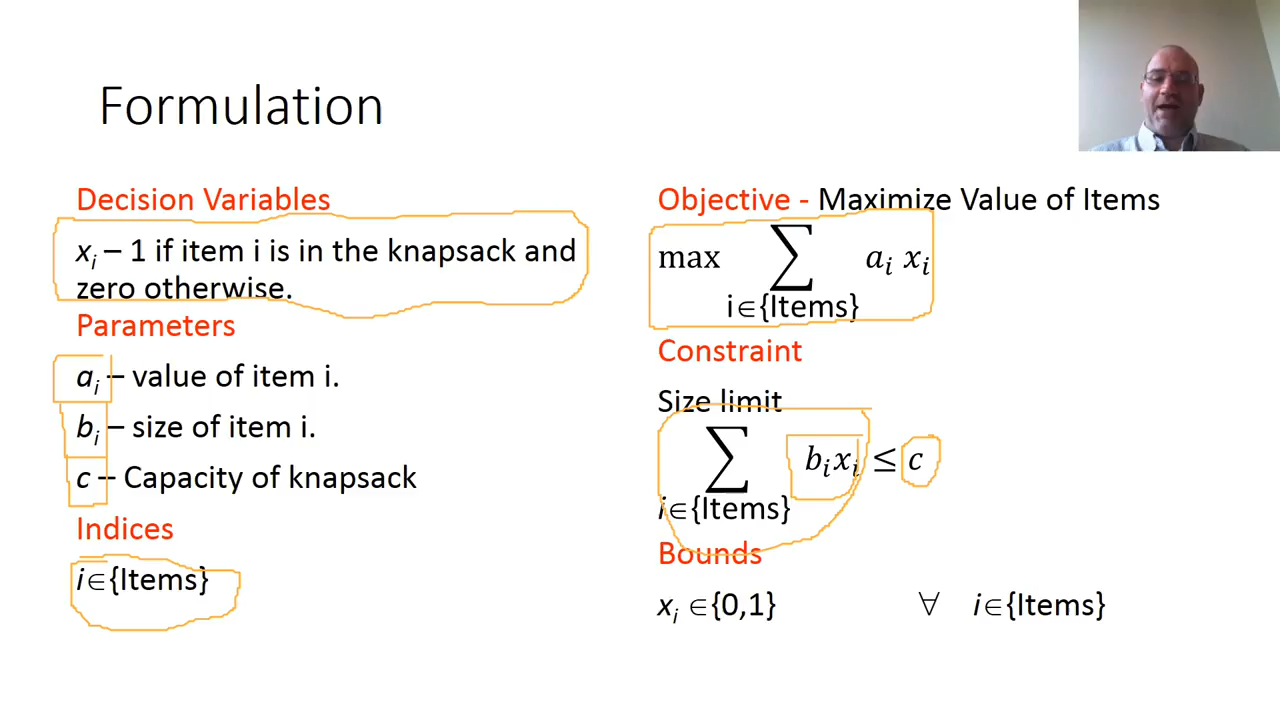 Formulation
Decision Variables
xᵢ – 1 if item i is in the knapsack and
zero otherwise.
Parameters
aᵢ – value of item i.
bᵢ – size of item i.
c – Capacity of knapsack
Indices
i∈{Items}
Objective - Maximize Value of Items
max ∑ aᵢ xᵢ
i∈{Items}
Constraint
Size limit
∑ bᵢxᵢ ≤ c
i∈{Items}
Bounds
xᵢ ∈{0,1} ∀ i∈{Items}